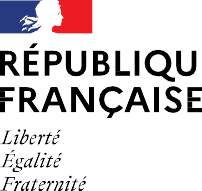 RÉPUBLIQU
FRANÇAISE
Liberté
Égalité
Fraternité